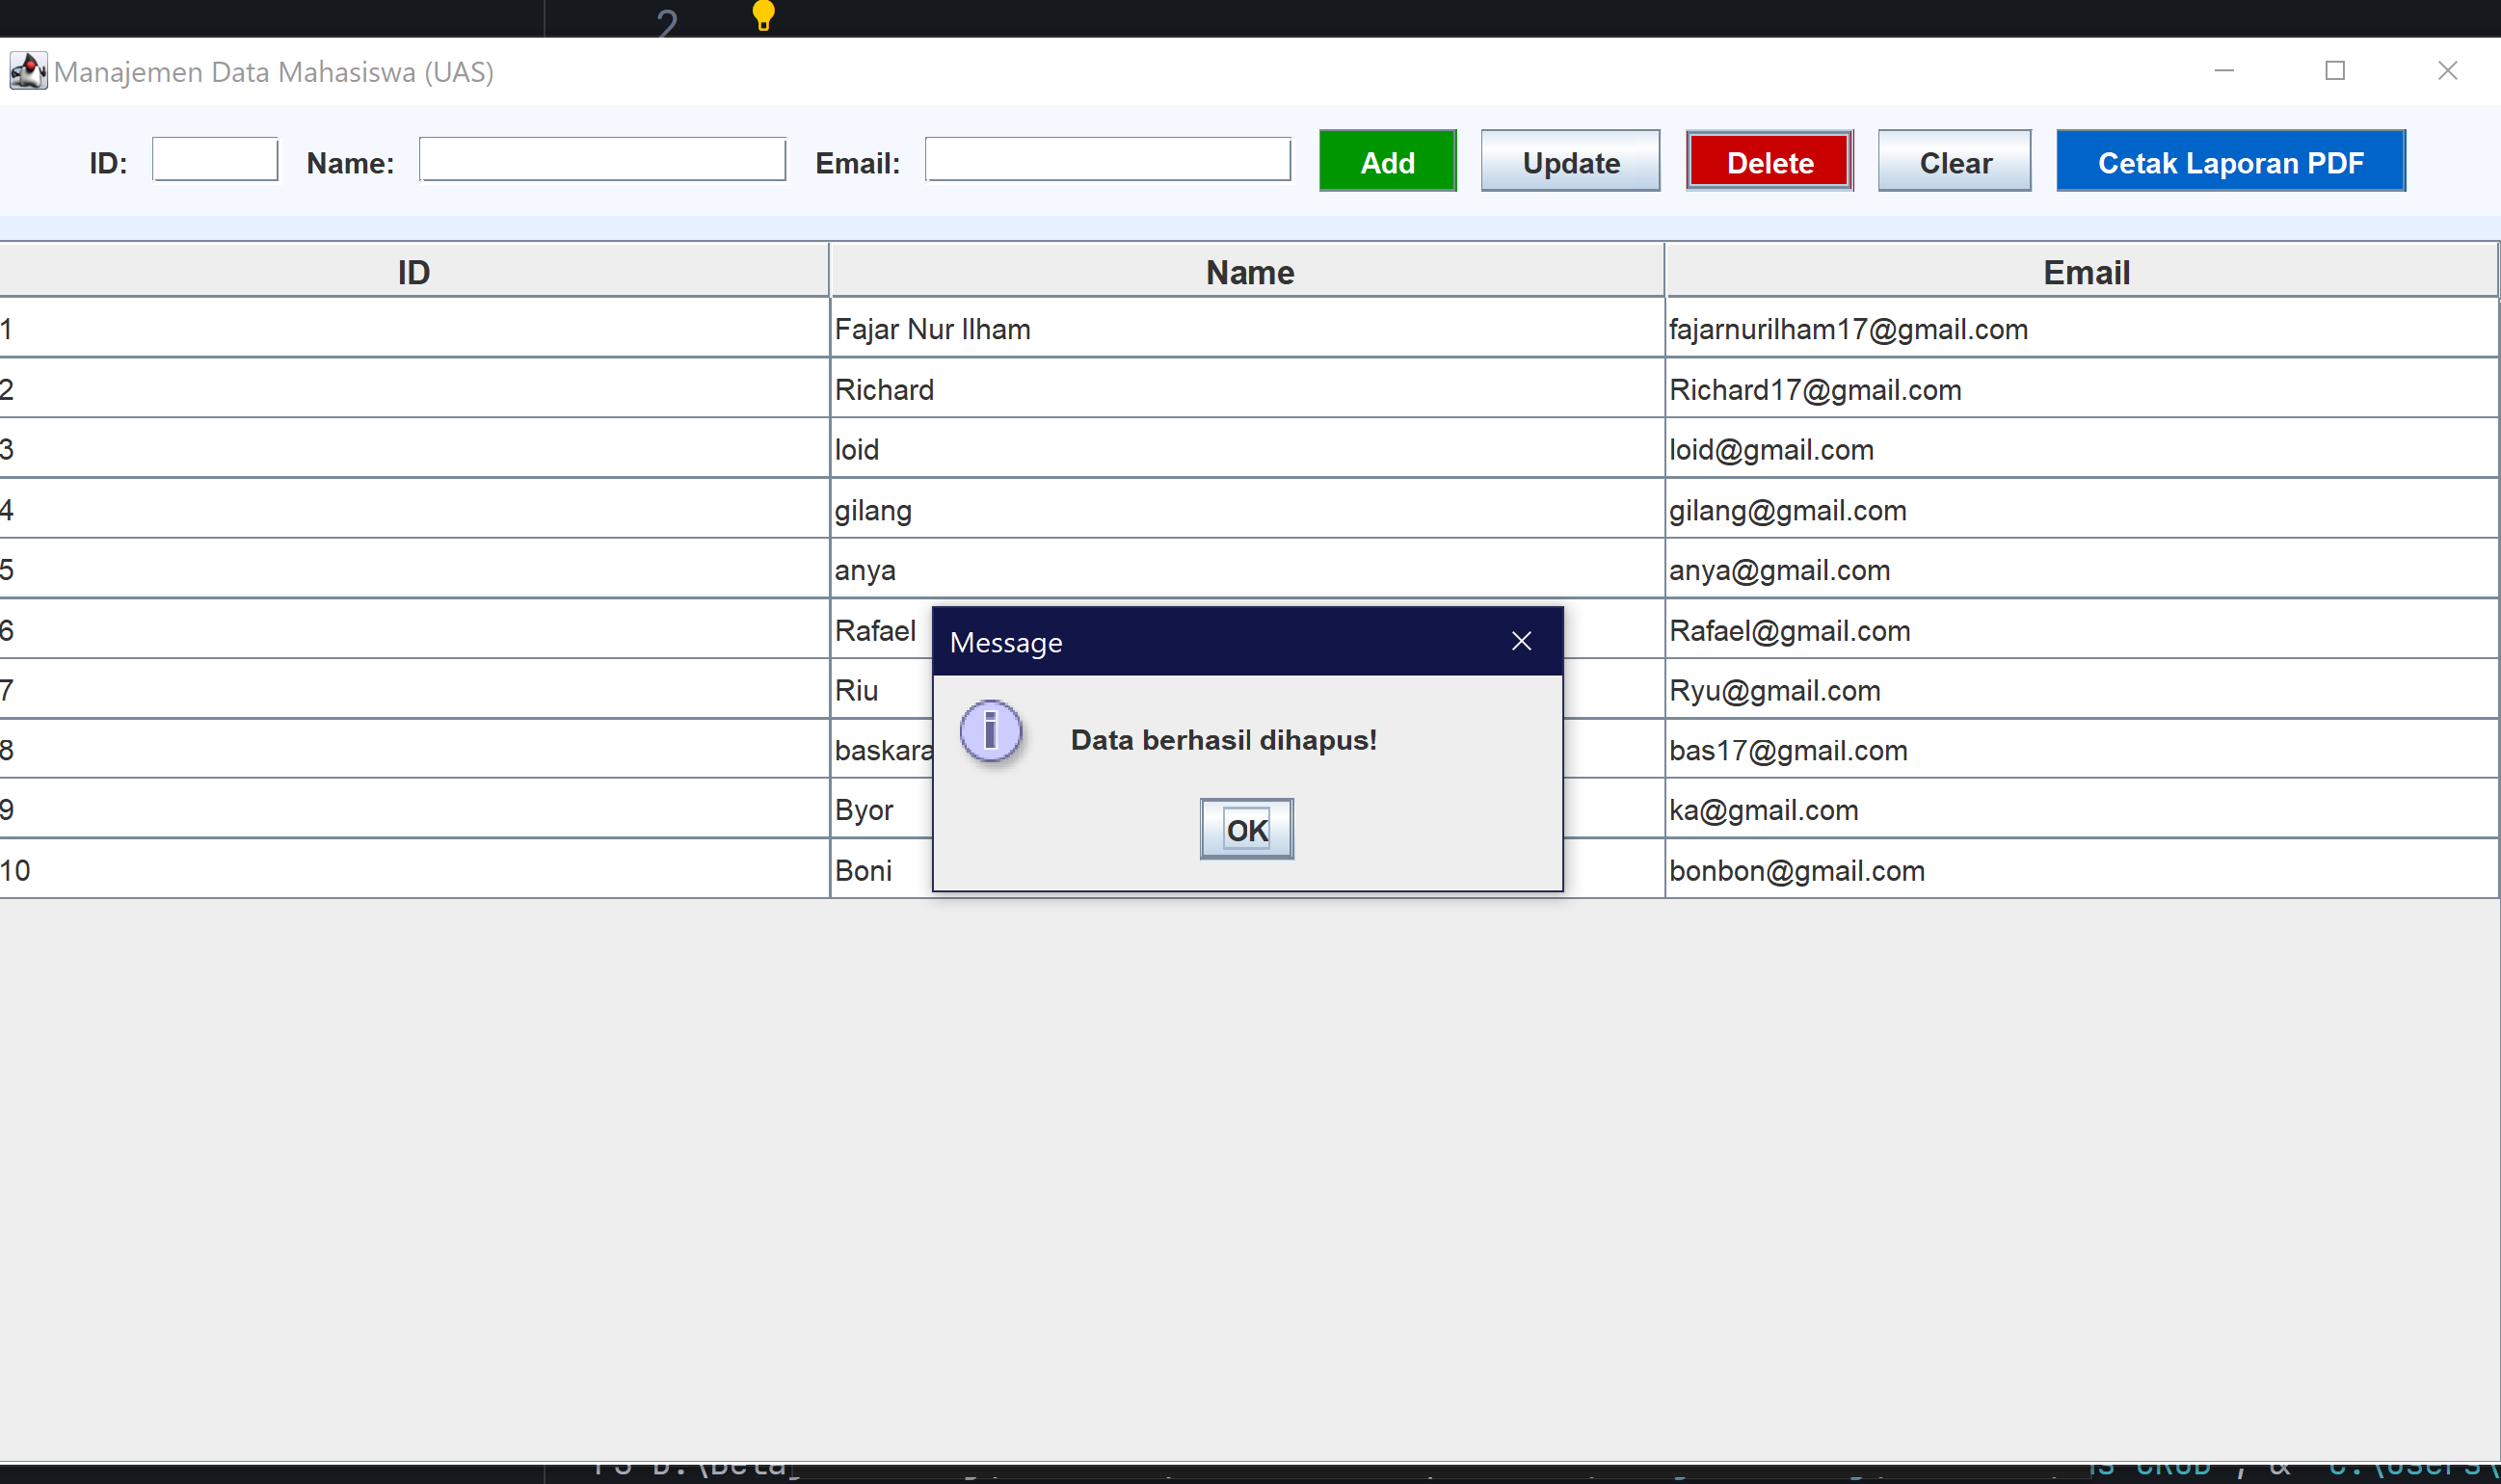 2
Manajemen Data Mahasiswa (UAS)
ID: Name: Email: Add Update Delete Clear Cetak Laporan PDF
ID Name Email
1 Fajar Nur Ilham fajarnurilham17@gmail.com
2 Richard Richard17@gmail.com
3 loid loid@gmail.com
4 gilang gilang@gmail.com
5 anya anya@gmail.com
6 Rafael Rafael@gmail.com
7 Riu Ryu@gmail.com
8 baskara bas17@gmail.com
9 Byor ka@gmail.com
10 Boni bonbon@gmail.com
Message
Data berhasil dihapus!
OK